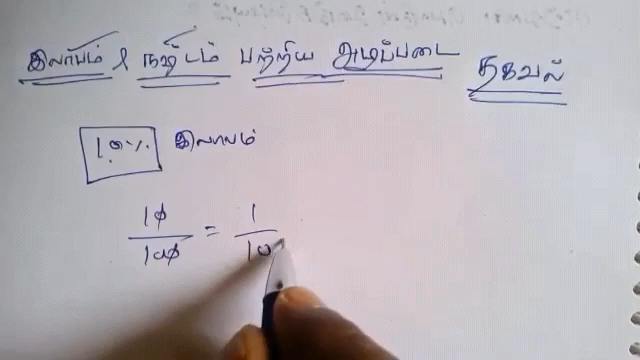 இலாபம் & நஷ்டம் பற்றிய அடிப்படை தகவல்
10% இலாபம்
10/100 = 1/10